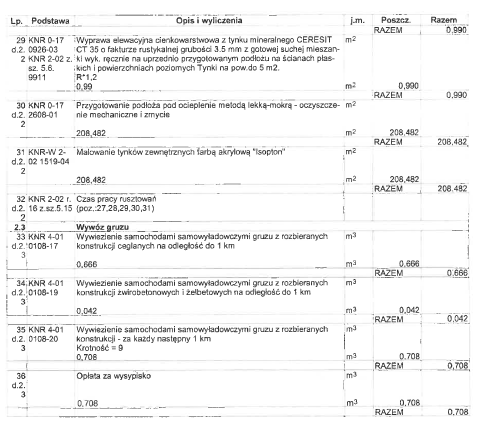 Lp. Podstawa Opis i wyliczenia j.m. Poszcz. Razem
RAZEM 0,990
29 KNR 0-17 Wyprawa elewacyjna cienkowarstwowa z tynku mineralnego CERESIT m2
d.2. 0926-03 CT 35 o fakturze rustykalnej grubości 3.5 mm z gotowej suchej mieszan-
2 KNR 2-02 z. ki wyk. ręcznie na uprzednio przygotowanym podłożu na ścianach płas-
sz. 5.6. kich i powierzchniach poziomych Tynki na pow.do 5 m2.
9911 R*1,2
0,99 m2 0,990
RAZEM 0,990
30 KNR 0-17 Przygotowanie podłoża pod ocieplenie metodą lekką-mokrą - oczyszcze- m2
d.2. 2608-01 nie mechaniczne i zmycie
2
208,482 m2 208,482
RAZEM 208,482
31 KNR-W 2- Malowanie tynków zewnętrznych farbą akrylową "Isopton" m2
d.2. 02 1519-04
2
208,482 m2 208,482
RAZEM 208,482
32 KNR 2-02 r. Czas pracy rusztowań
d.2. 16 z.sz.5.15 (poz.:27,28,29,30,31)
2
2.3 Wywóz gruzu
33 KNR 4-01 Wywiezienie samochodami samowyładowczymi gruzu z rozbieranych m3
d.2. 0108-17 konstrukcji ceglanych na odległość do 1 km
3
0,666 m3 0,666
RAZEM 0,666
34 KNR 4-01 Wywiezienie samochodami samowyładowczymi gruzu z rozbieranych m3
d.2. 0108-19 konstrukcji żwirobetonowych i żelbetowych na odległość do 1 km
3
0,042 m3 0,042
RAZEM 0,042
35 KNR 4-01 Wywiezienie samochodami samowyładowczymi gruzu z rozbieranych m3
d.2. 0108-20 konstrukcji - za każdy następny 1 km
3 Krotność = 9
0,708 m3 0,708
RAZEM 0,708
36 Opłata za wysypisko m3
d.2.
3
0,708 m3 0,708
RAZEM 0,708